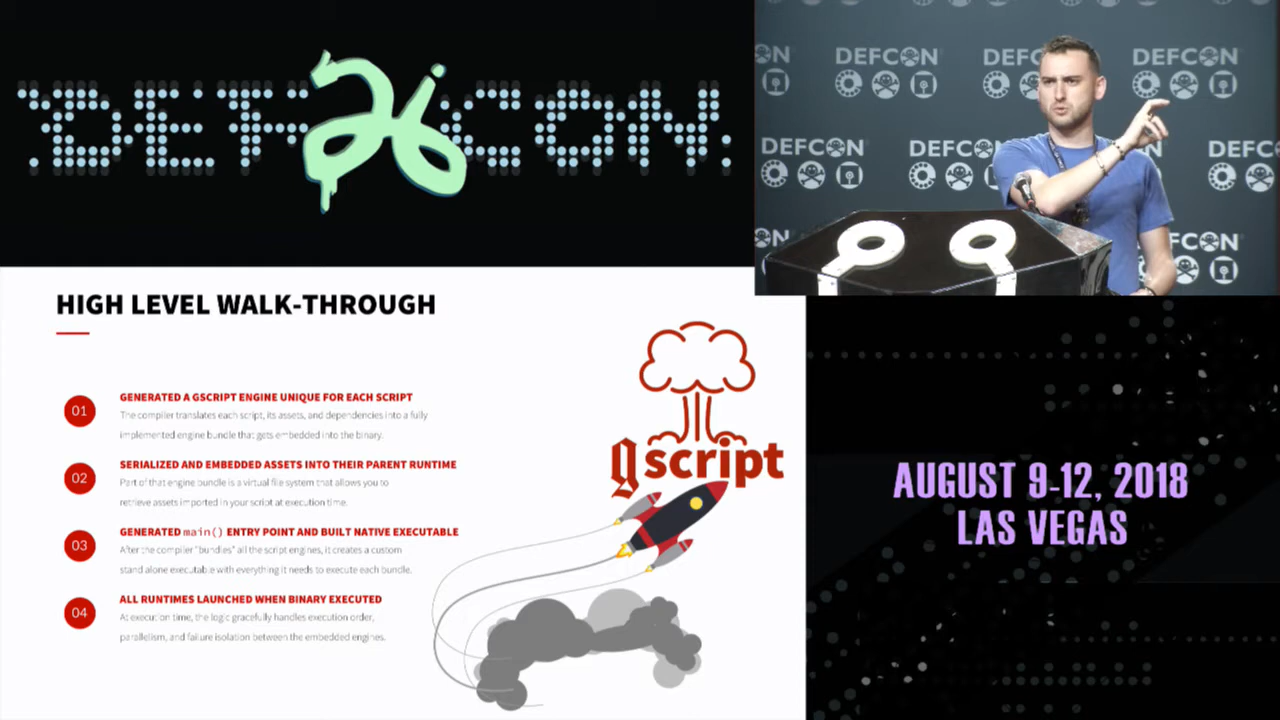 DEFCON
26
DEFCON DEFCON DEFCON
DEFCON DEFCON DEFCON
HIGH LEVEL WALK-THROUGH
01
GENERATED A GSCRIPT ENGINE UNIQUE FOR EACH SCRIPT
The compiler translates each script, its assets, and dependencies into a fully
implemented engine bundle that gets embedded into the binary.
02
SERIALIZED AND EMBEDDED ASSETS INTO THEIR PARENT RUNTIME
Part of that engine bundle is a virtual file system that allows you to
retrieve assets imported in your script at execution time.
03
GENERATED main() ENTRY POINT AND BUILT NATIVE EXECUTABLE
After the compiler "bundles" all the script engines, it creates a custom
stand alone executable with everything it needs to execute each bundle.
04
ALL RUNTIMES LAUNCHED WHEN BINARY EXECUTED
At execution time, the logic gracefully handles execution order,
parallelism, and failure isolation between the embedded engines.
gscript
AUGUST 9-12, 2018
LAS VEGAS